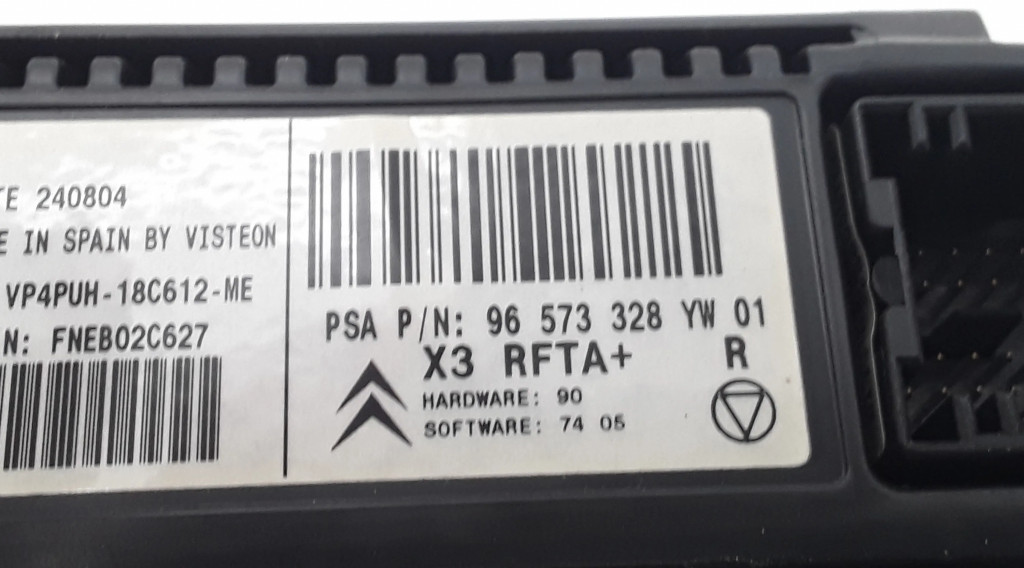 240804
IN SPAIN BY VISTEON
VP4PUH-18C612-ME
N: FNEB02C627
PSA P/N: 96 573 328 YW 01
X3 RFTA+ R
HARDWARE: 90
SOFTWARE: 74 05